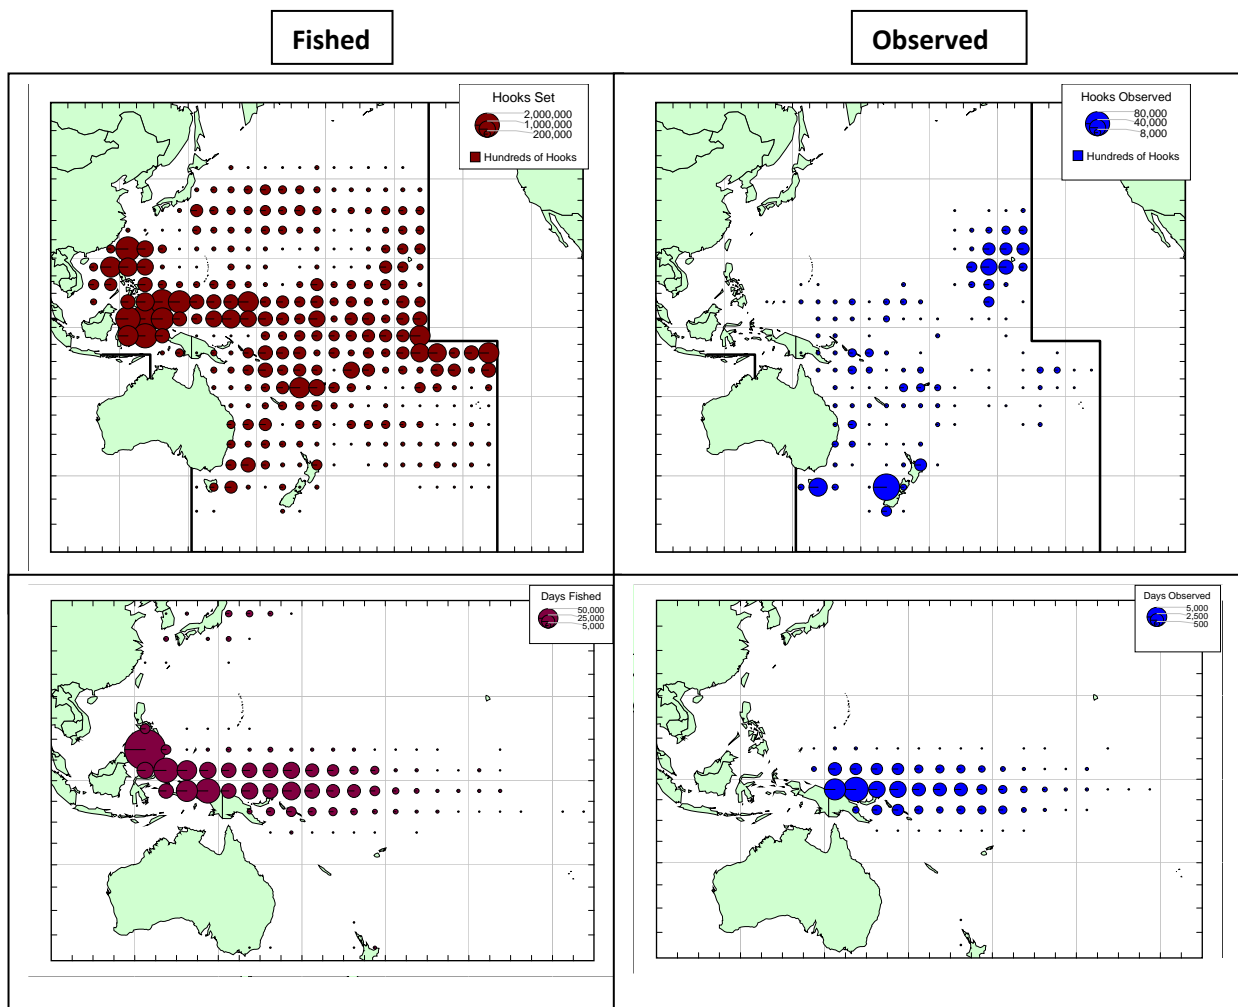 Fished
Observed
Hooks Set
2,000,000
1,000,000
200,000
Hundreds of Hooks
Hooks Observed
80,000
40,000
8,000
Hundreds of Hooks
Days Fished
50,000
25,000
5,000
Days Observed
5,000
2,500
500